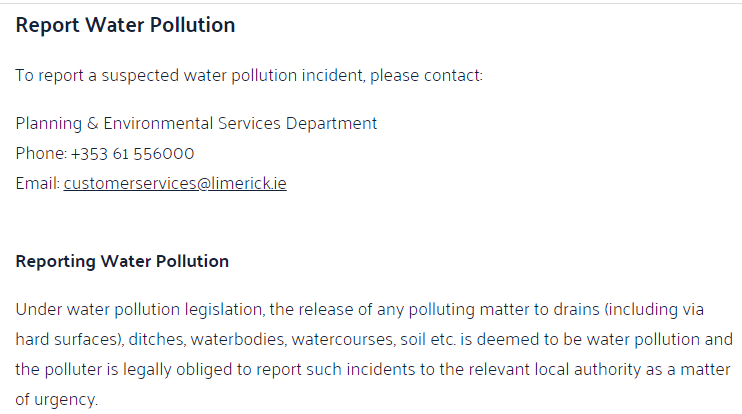 Report Water Pollution
To report a suspected water pollution incident, please contact:
Planning & Environmental Services Department
Phone: +353 61 556000
Email: customerservices@limerick.ie
Reporting Water Pollution
Under water pollution legislation, the release of any polluting matter to drains (including via
hard surfaces), ditches, waterbodies, watercourses, soil etc. is deemed to be water pollution and
the polluter is legally obliged to report such incidents to the relevant local authority as a matter
of urgency.